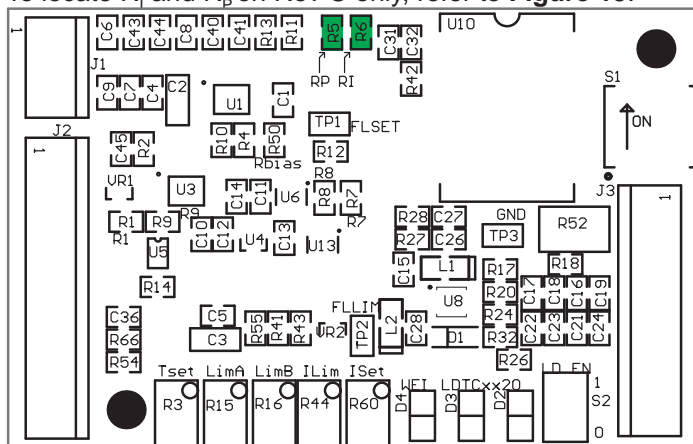 To locate RI and RP on RevC only, refer to Figure 13.
C6 C43 C44 C8 C40 C41 R13 R11 R5 R6 C31 C32 U10
1 J1 RP RI R42 S1
C9 C7 C4 C2 U1 C1 ON
J2 TP1 FLSET
1 C45 R2 R10 R4 R50 R12
Rbias R8
VR1 U3 C14 C11 U6 R8 R7 J3 1
R1 R9 R9 R7 R28 C27 GND R52
R1 U5 C10 C12 U4 C13 U13 R27 C26 TP3
R14 C15 L1 R17 R18
U8 R20 C17 C18 C16 C19
C36 C5 FLLIM L2 R24
R66 C3 R55 R41 R43 VR2 TP2 C28 D1 R32 C22 C23 C21 C24
R54 R26
Tset LimA LimB ILim ISet WEI LDTCxx20 LD EN
R3 R15 R16 R44 R60 D4 D3 D2 1
S2
0